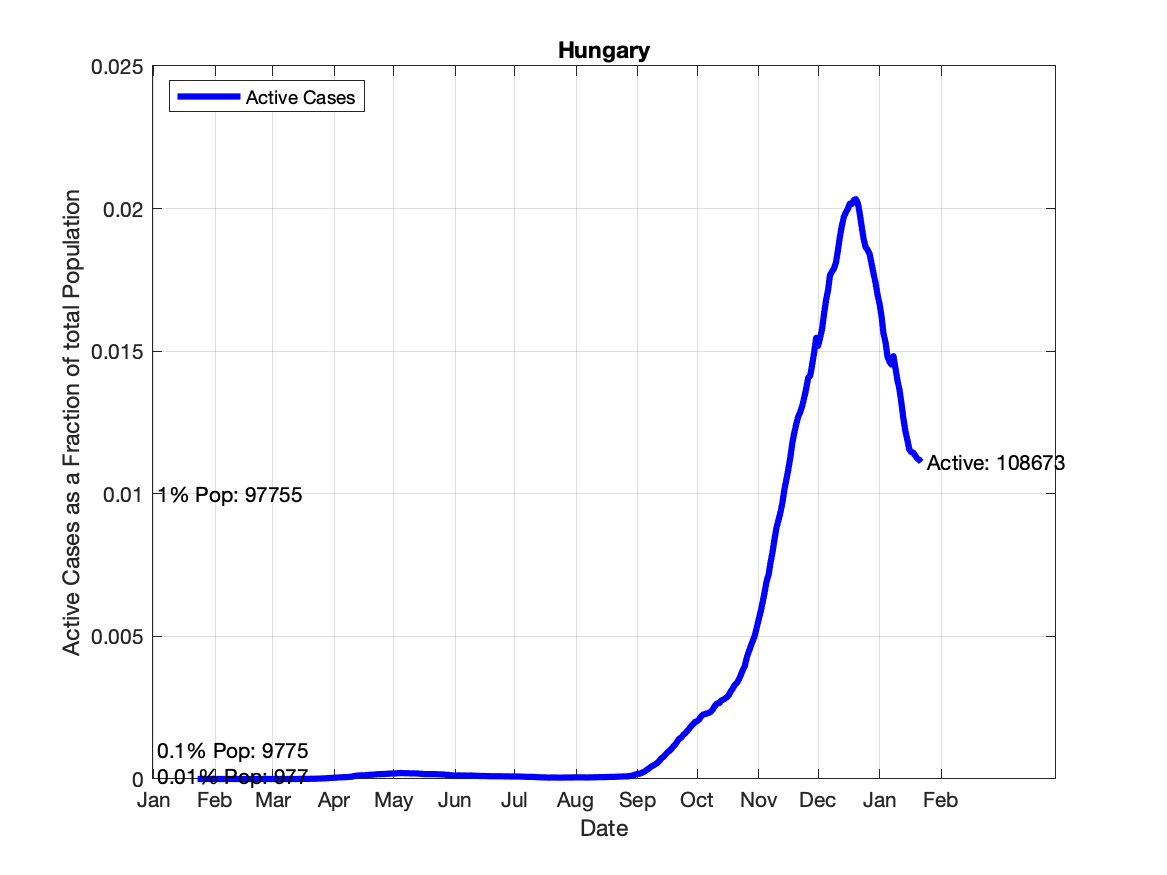 Hungary
0.025
Active Cases
0.02
0.015
Active: 108673
0.01
1% Pop: 97755
0.005
0.1% Pop: 9775
0
0.01% Pop: 977
Jan Feb Mar Apr May Jun Jul Aug Sep Oct Nov Dec Jan Feb
Date
Active Cases as a Fraction of total Population